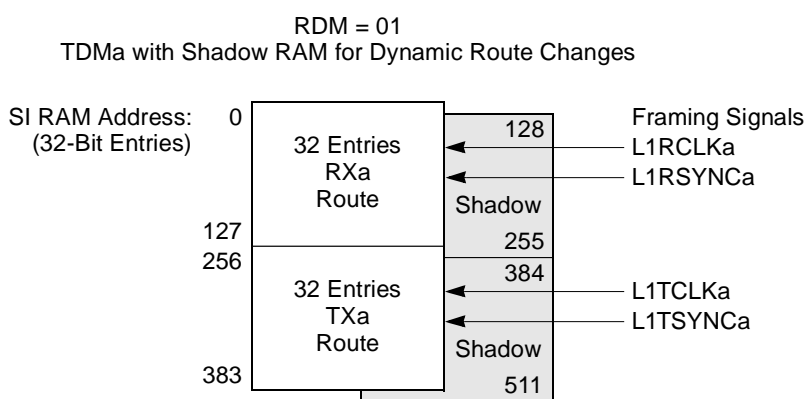 RDM = 01
TDMa with Shadow RAM for Dynamic Route Changes
SI RAM Address: 0 128 Framing Signals
(32-Bit Entries) 32 Entries L1RCLKa
RXa L1RSYNCa
Route Shadow
127 255
256 384
32 Entries L1TCLKa
TXa L1TSYNCa
Route Shadow
383 511